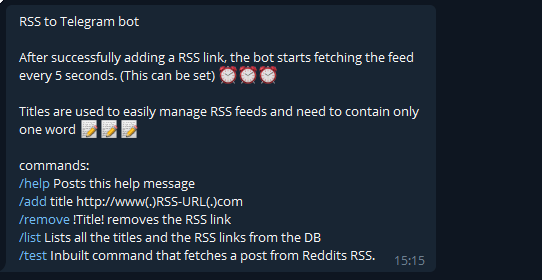 RSS to Telegram bot
After successfully adding a RSS link, the bot starts fetching the feed
every 5 seconds. (This can be set) ⏰⏰⏰
Titles are used to easily manage RSS feeds and need to contain only
one word 📝📝📝
commands:
/help Posts this help message
/add title http://www(.)RSS-URL(.)com
/remove !Title! removes the RSS link
/list Lists all the titles and the RSS links from the DB
/test Inbuilt command that fetches a post from Reddits RSS.
15:15